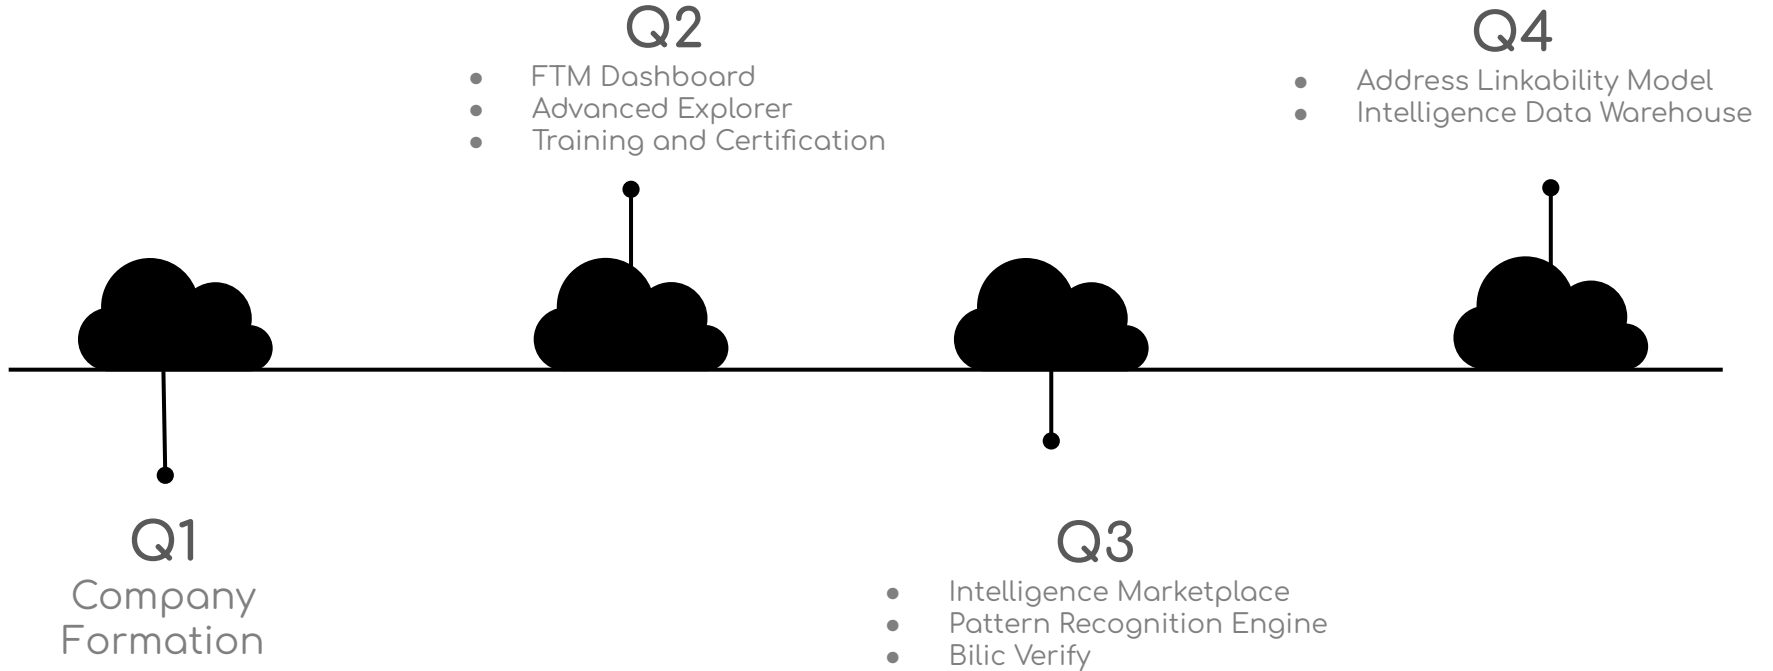 Q1
Company
Formation
Q2
● FTM Dashboard
● Advanced Explorer
● Training and Certification
Q3
● Intelligence Marketplace
● Pattern Recognition Engine
● Bilic Verify
Q4
● Address Linkability Model
● Intelligence Data Warehouse